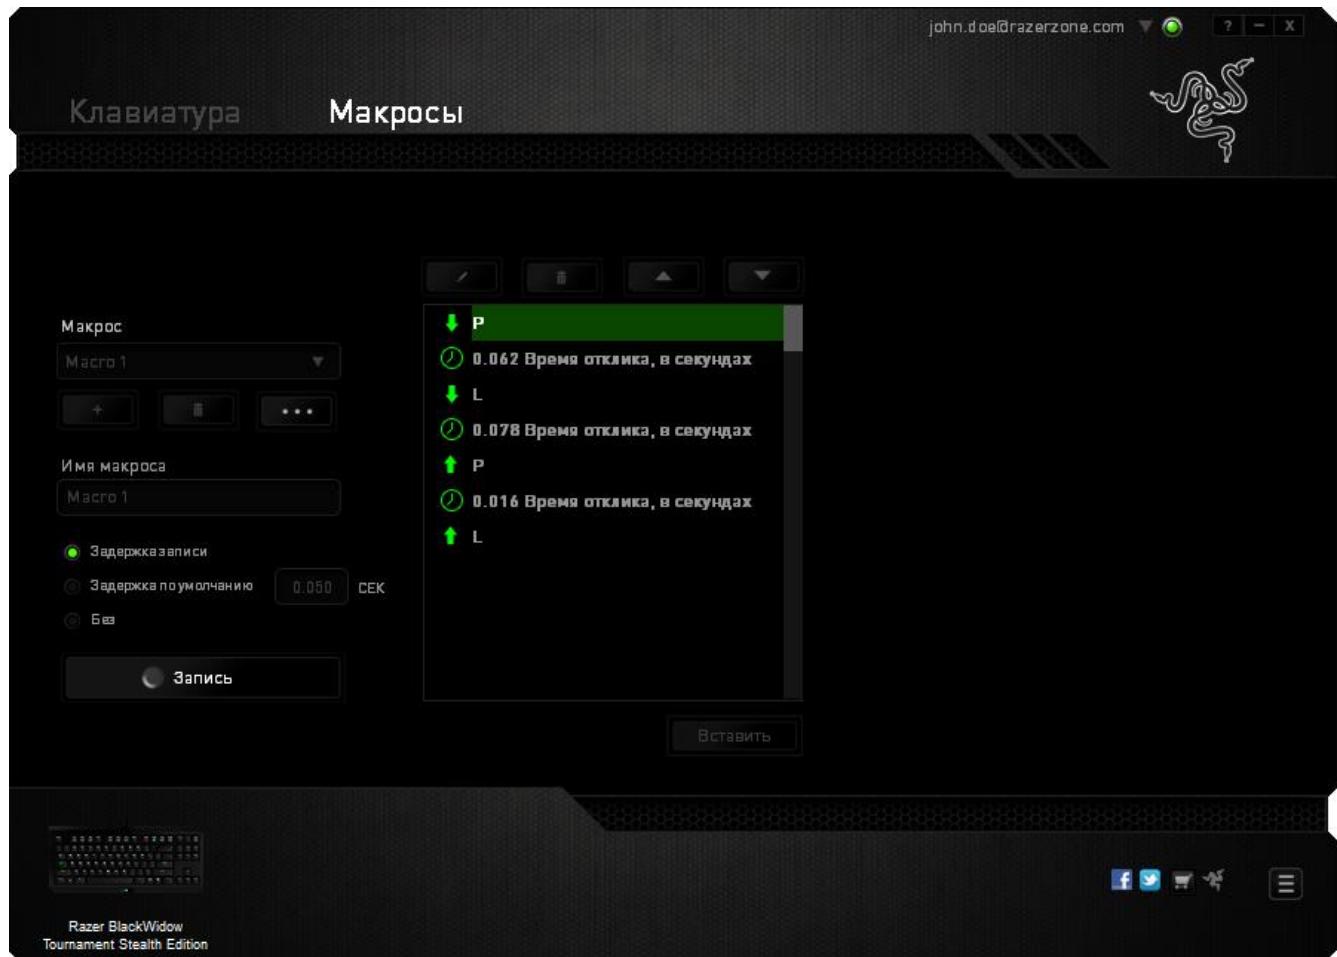 john.doe@razerzone.com
? – X
Клавиатура Макросы
Макрос
Macro 1
Имя макроса
Macro 1
Задержка записи
Задержка по умолчанию 0.050 СЕК
Без
Запись
P
0.062 Время отклика, в секундах
L
0.078 Время отклика, в секундах
P
0.016 Время отклика, в секундах
L
Вставить
Razer BlackWidow
Tournament Stealth Edition